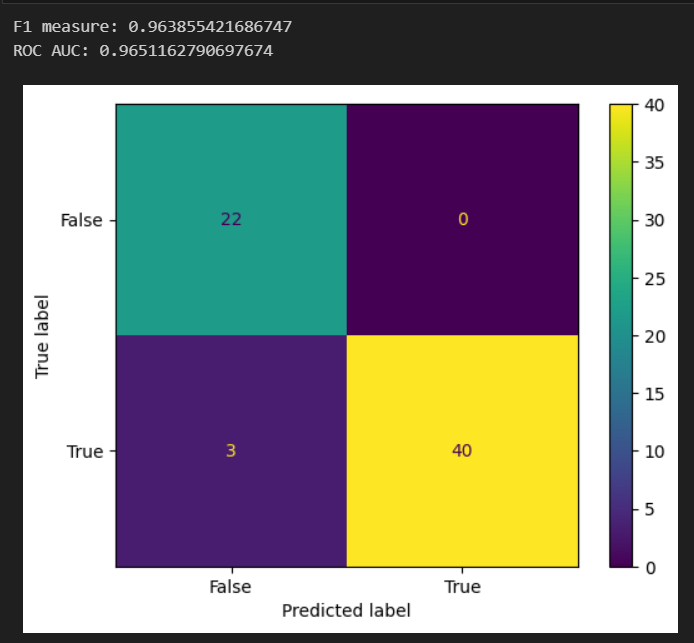 F1 measure: 0.963855421686747
ROC AUC: 0.9651162790697674
40
35
30
25
20
15
10
5
0
True label
False
22
0
True
3
40
False
True
Predicted label